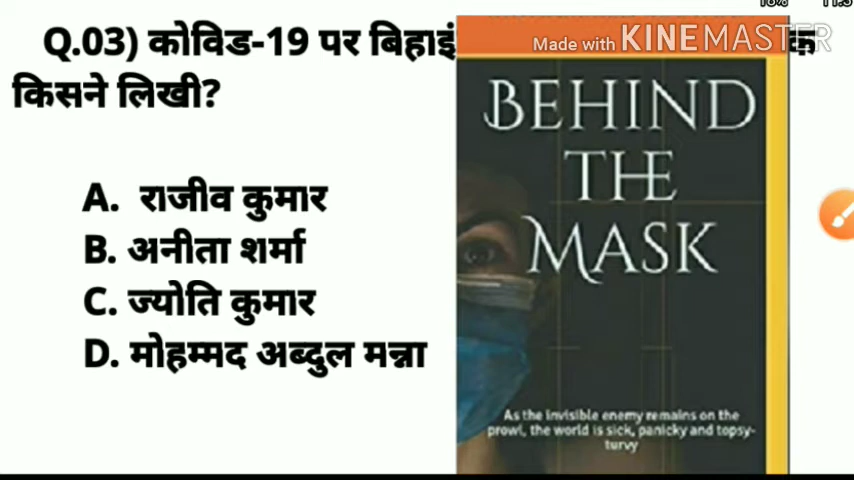 Q.03) कोविड-19 पर बिहाइं
किसने लिखी?
A. राजीव कुमार
B. अनीता शर्मा
C. ज्योति कुमार
D. मोहम्मद अब्दुल मन्ना
Made with KINEMASTER
BEHIND
THE
MASK
As the invisible enemy remains on the
prowl, the world is sick, panicky and topsy-
turvy